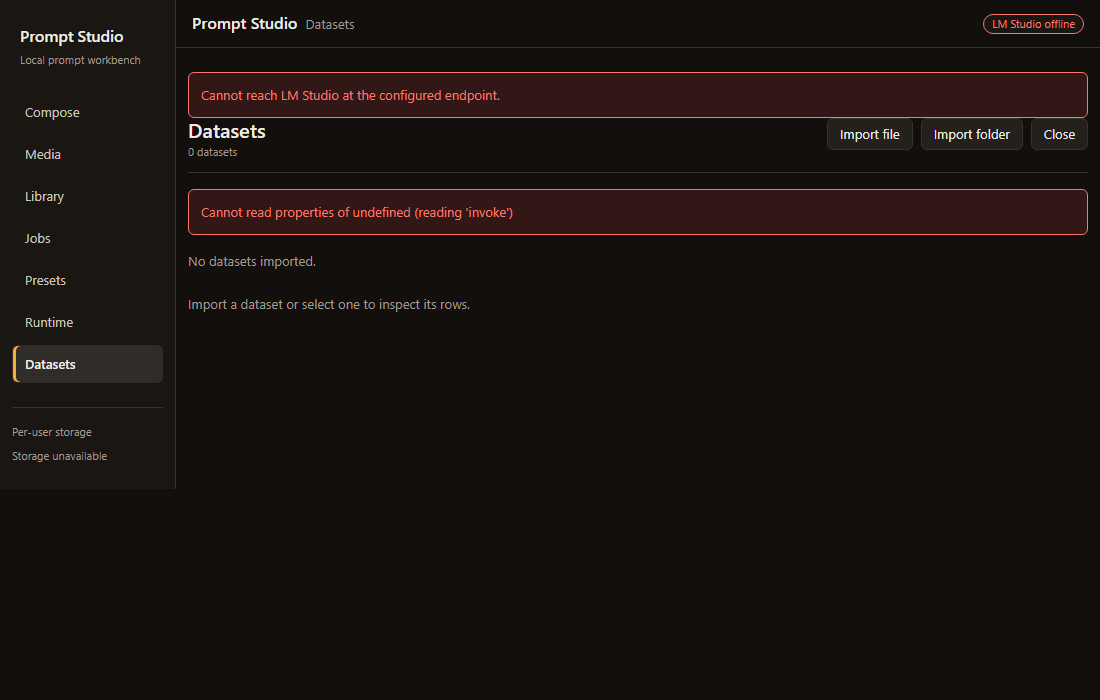 Prompt Studio
Local prompt workbench
Compose
Media
Library
Jobs
Presets
Runtime
Datasets
Per-user storage
Storage unavailable
Prompt Studio Datasets
LM Studio offline
Cannot reach LM Studio at the configured endpoint.
Datasets
0 datasets
Import file
Import folder
Close
Cannot read properties of undefined (reading 'invoke')
No datasets imported.
Import a dataset or select one to inspect its rows.